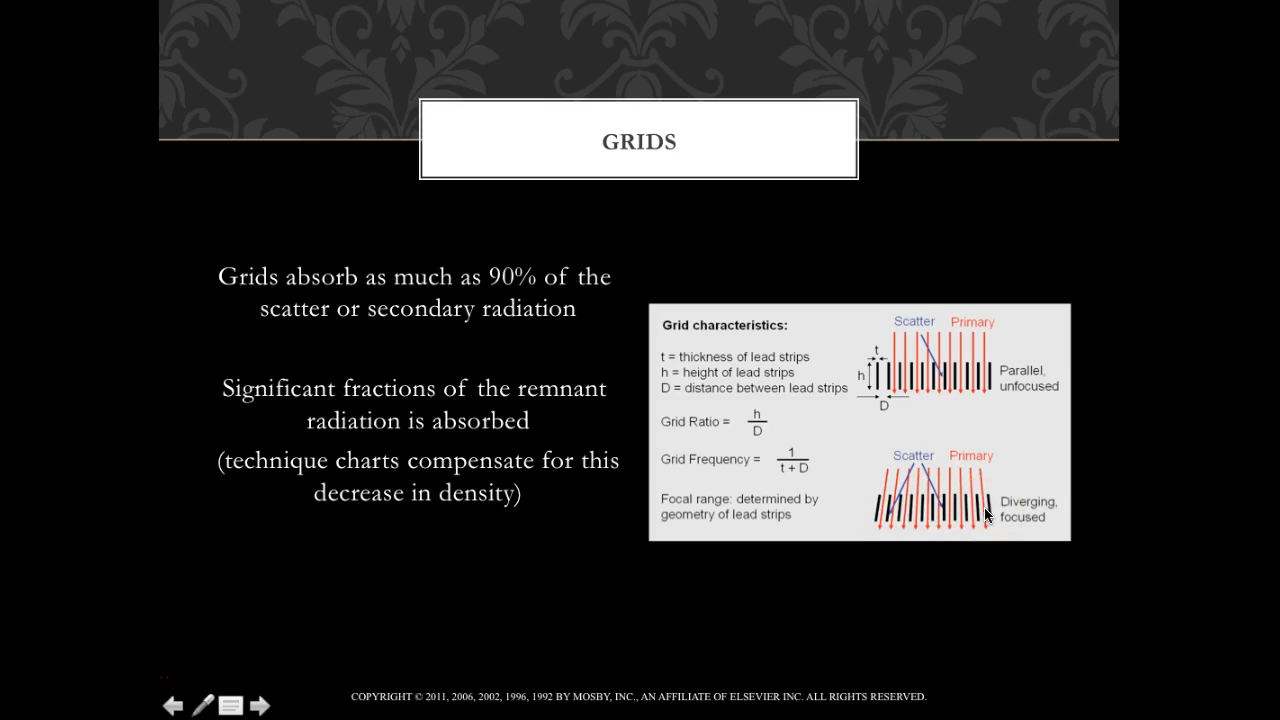 GRIDS
Grids absorb as much as 90% of the
scatter or secondary radiation
Significant fractions of the remnant
radiation is absorbed
(technique charts compensate for this
decrease in density)
Grid characteristics:
t = thickness of lead strips
h = height of lead strips
D = distance between lead strips
Grid Ratio = h
D
Grid Frequency = 1
t + D
Focal range: determined by
geometry of lead strips
Scatter Primary
t
h
D
Parallel,
unfocused
Scatter Primary
Diverging,
focused
COPYRIGHT © 2011, 2006, 2002, 1996, 1992 BY MOSBY, INC., AN AFFILIATE OF ELSEVIER INC. ALL RIGHTS RESERVED.